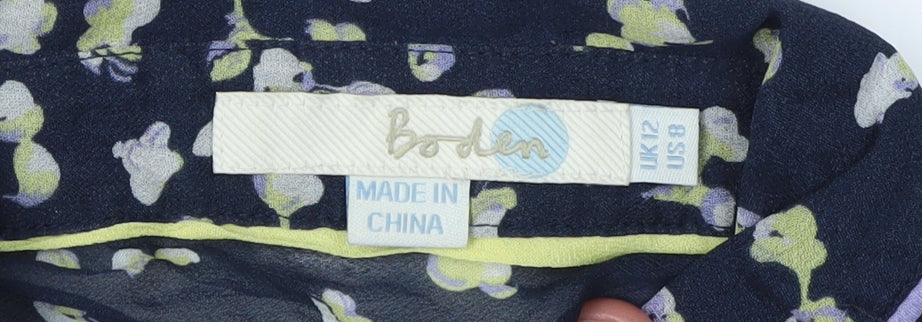 Boden
UK 12
US 8
MADE IN
CHINA